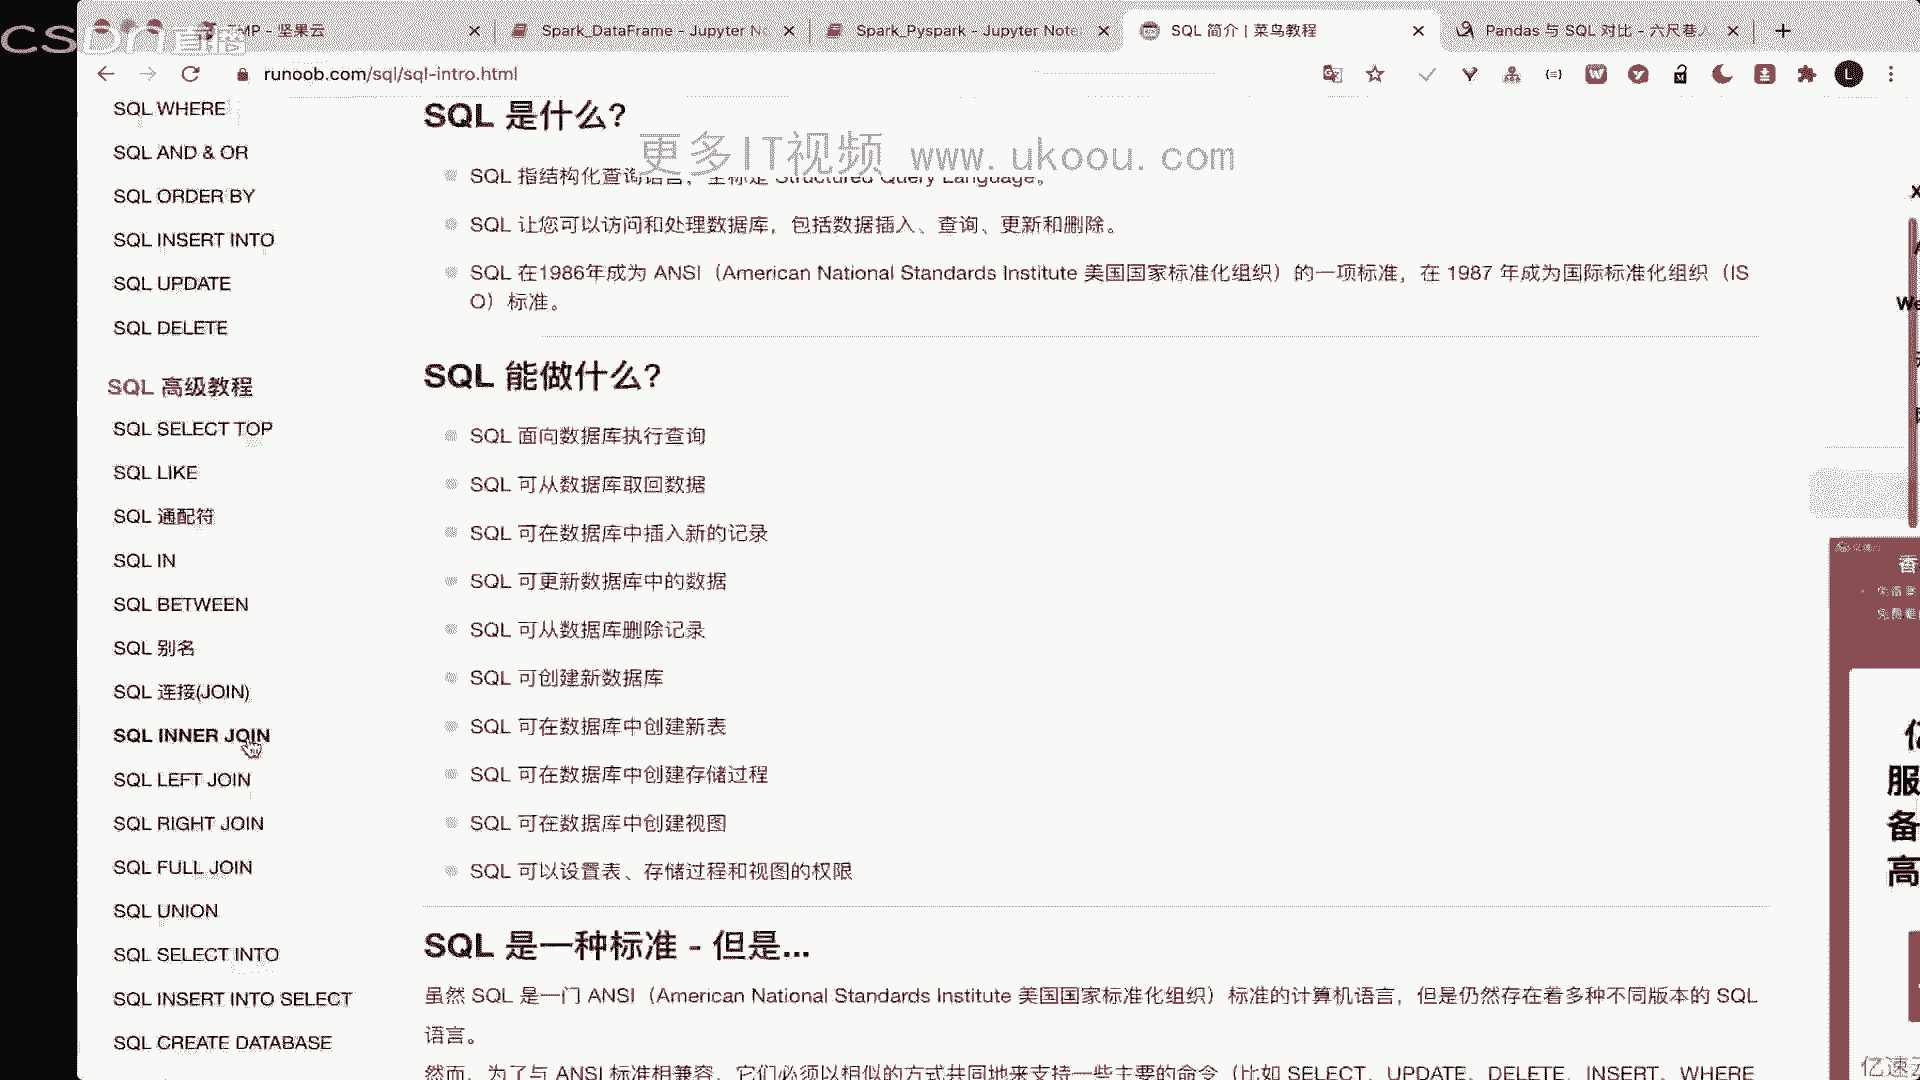 CSDN直播
TMP - 坚果云
Spark_DataFrame - Jupyter No
Spark_Pyspark - Jupyter Note
SQL 简介 | 菜鸟教程
Pandas 与 SQL 对比 - 六尺巷人
runoob.com/sql/sql-intro.html
更多IT视频 www.ukoou.com
SQL WHERE
SQL AND & OR
SQL ORDER BY
SQL INSERT INTO
SQL UPDATE
SQL DELETE
SQL 高级教程
SQL SELECT TOP
SQL LIKE
SQL 通配符
SQL IN
SQL BETWEEN
SQL 别名
SQL 连接(JOIN)
SQL INNER JOIN
SQL LEFT JOIN
SQL RIGHT JOIN
SQL FULL JOIN
SQL UNION
SQL SELECT INTO
SQL INSERT INTO SELECT
SQL CREATE DATABASE
SQL 是什么?
SQL 指结构化查询语言，全称是 Structured Query Language。
SQL 让您可以访问和处理数据库，包括数据插入、查询、更新和删除。
SQL 在1986年成为 ANSI（American National Standards Institute 美国国家标准化组织）的一项标准，在 1987 年成为国际标准化组织（IS
O）标准。
SQL 能做什么?
SQL 面向数据库执行查询
SQL 可从数据库取回数据
SQL 可在数据库中插入新的记录
SQL 可更新数据库中的数据
SQL 可从数据库删除记录
SQL 可创建新数据库
SQL 可在数据库中创建新表
SQL 可在数据库中创建存储过程
SQL 可在数据库中创建视图
SQL 可以设置表、存储过程和视图的权限
SQL 是一种标准 - 但是...
虽然 SQL 是一门 ANSI（American National Standards Institute 美国国家标准化组织）标准的计算机语言，但是仍然存在着多种不同版本的 SQL
语言。
然而，为了与 ANSI 标准相兼容，它们必须以相似的方式共同地来支持一些主要的命令（比如 SELECT、UPDATE、DELETE、INSERT、WHERE
We
香
服
备
高
亿速云